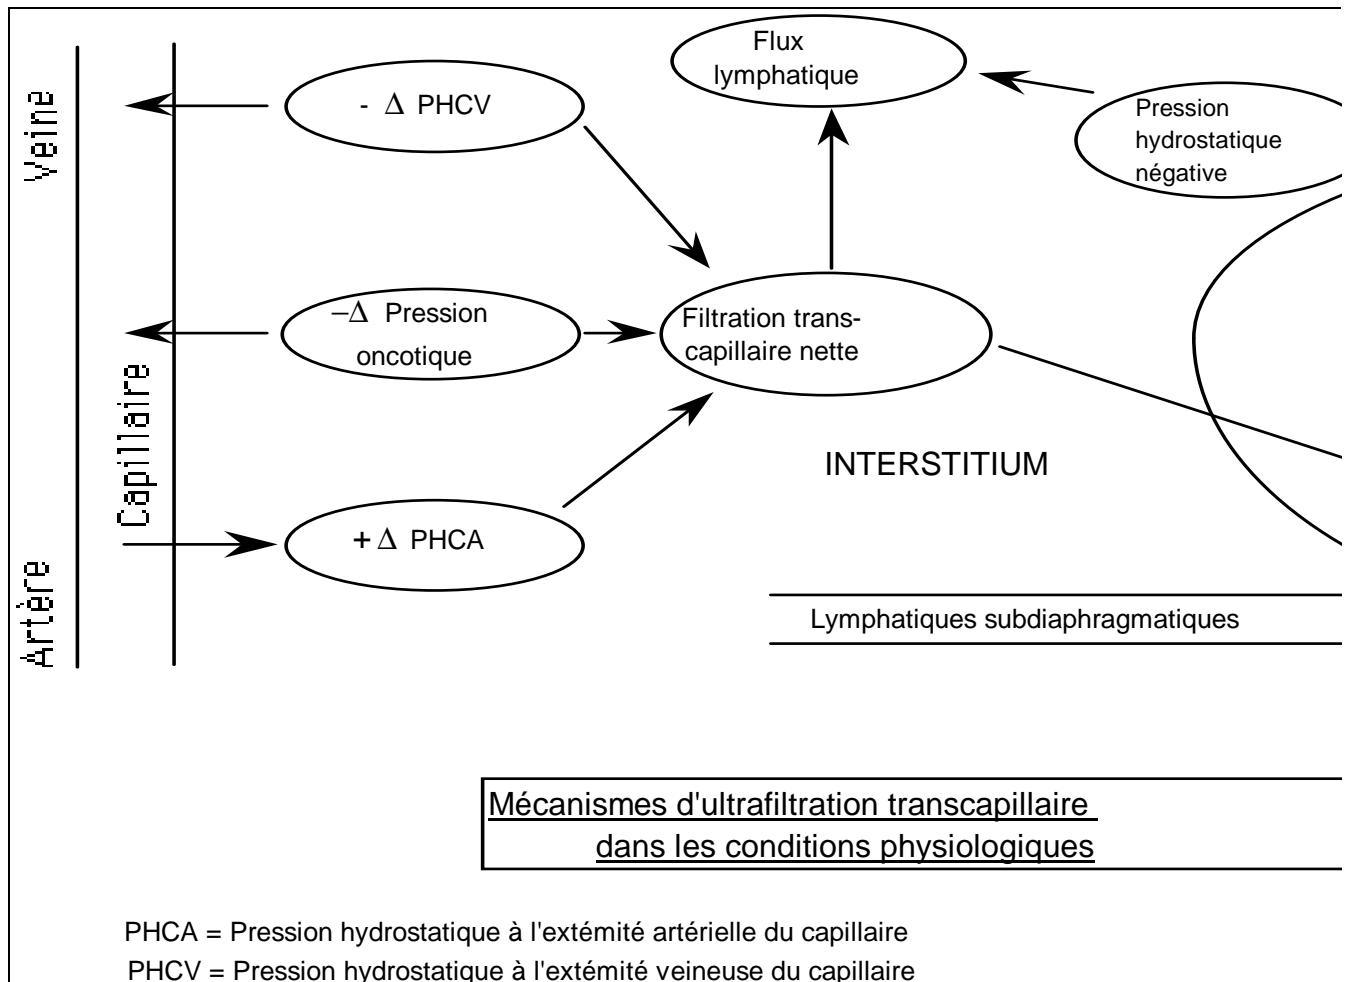 Flux
lymphatique
- Δ PHCV
Pression
hydrostatique
négative
Veine
−Δ Pression
oncotique
Filtration trans-
capillaire nette
Capillaire
INTERSTITIUM
+ Δ PHCA
Artère
Lymphatiques subdiaphragmatiques
Mécanismes d'ultrafiltration transcapillaire
dans les conditions physiologiques
PHCA = Pression hydrostatique à l'extémité artérielle du capillaire
PHCV = Pression hydrostatique à l'extémité veineuse du capillaire